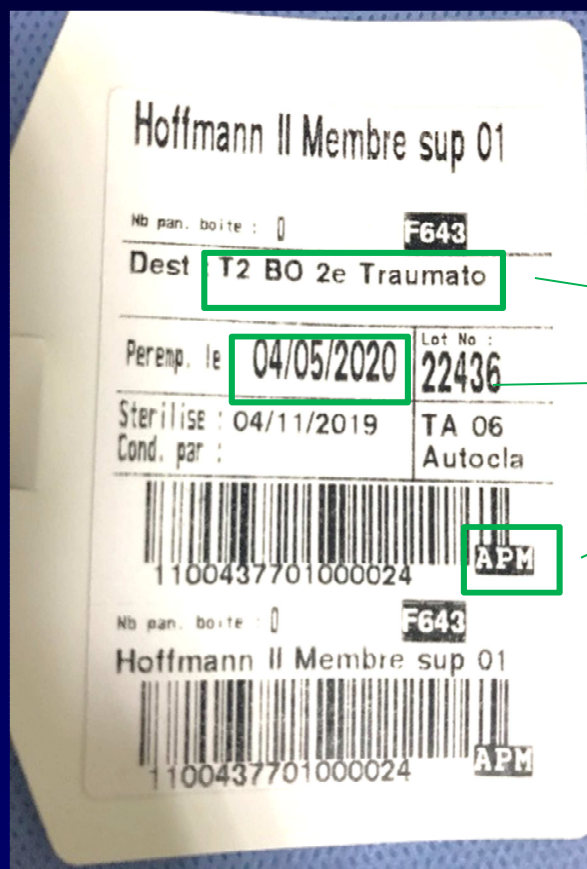 Hoffmann II Membre sup 01
Nb pan. boite : 0 F643
Dest : T2 BO 2e Traumato
Peremp. le 04/05/2020
Lot No :
22436
Sterilise : 04/11/2019
Cond. par :
TA 06
Autocla
1100437701000024 APM
Nb pan. boite : 0 F643
Hoffmann II Membre sup 01
1100437701000024 APM